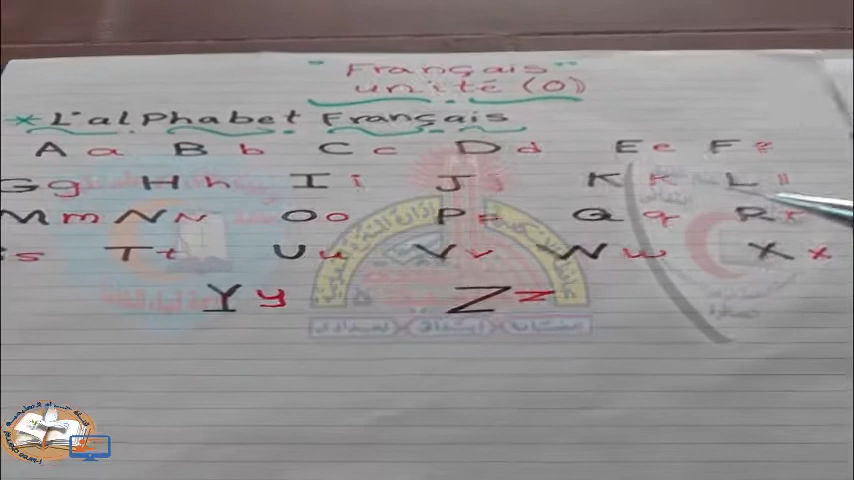 " Français "
unité (0)
* L'alphabet Français
A a B b C c D d E e F
G g H h I i J j K k L l
M m N n O o P Q q R r
s T t U u V v W w X x
Y y Z z